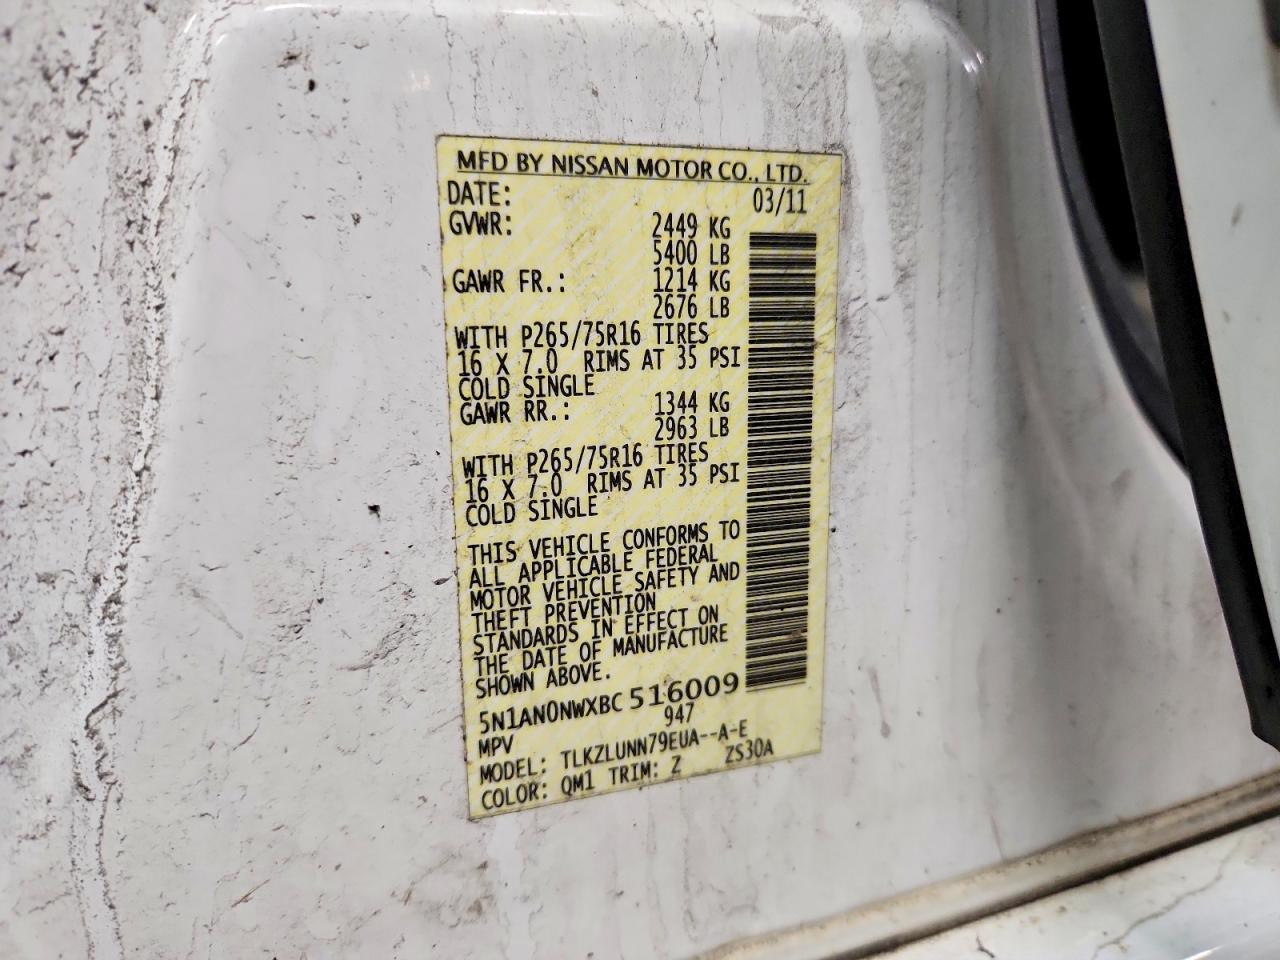 MFD BY NISSAN MOTOR CO., LTD.
DATE: 03/11
GVWR: 2449 KG
5400 LB
GAWR FR.: 1214 KG
2676 LB
WITH P265/75R16 TIRES
16 X 7.0 RIMS AT 35 PSI
COLD SINGLE
GAWR RR.: 1344 KG
2963 LB
WITH P265/75R16 TIRES
16 X 7.0 RIMS AT 35 PSI
COLD SINGLE
THIS VEHICLE CONFORMS TO
ALL APPLICABLE FEDERAL
MOTOR VEHICLE SAFETY AND
THEFT PREVENTION
STANDARDS IN EFFECT ON
THE DATE OF MANUFACTURE
SHOWN ABOVE.
5N1AN0NWXBC516009
MPV 947
MODEL: TLKZLUNN79EUA--A-E
COLOR: QM1 TRIM: Z ZS30A